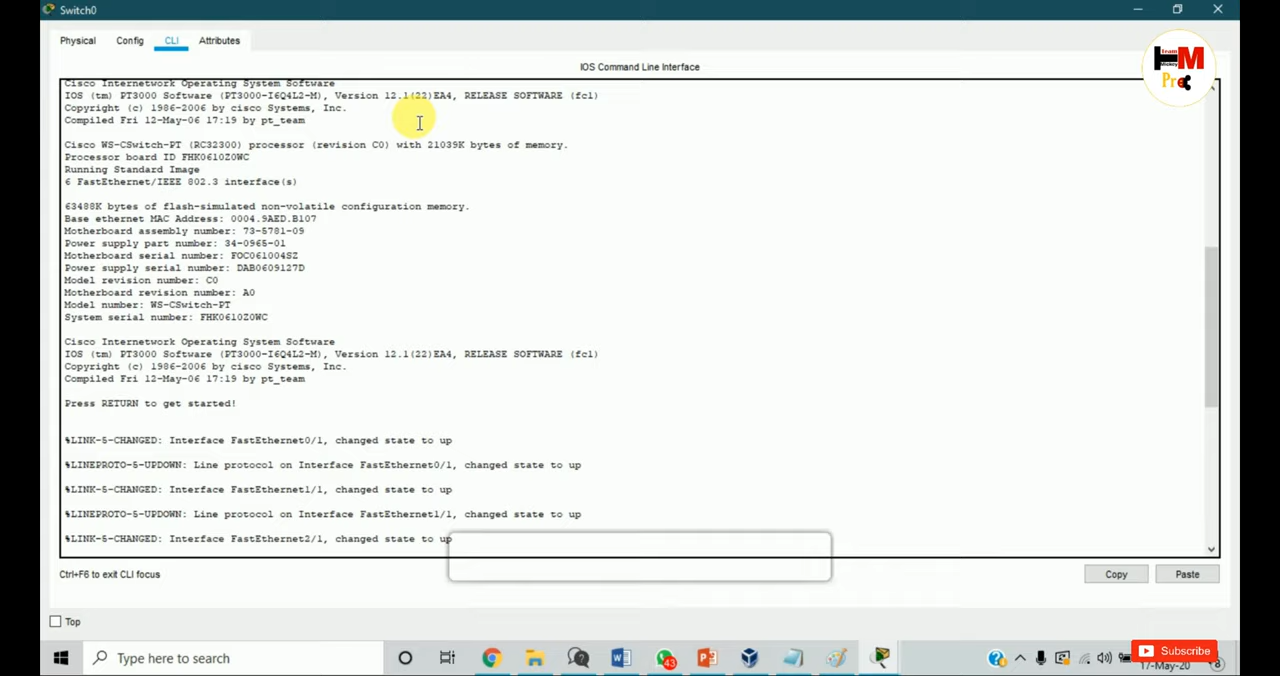 Switch0
Physical
Config
CLI
Attributes
IOS Command Line Interface
Team
HM
Mickey
Pro
Cisco Internetwork Operating System Software
IOS (tm) PT3000 Software (PT3000-I6Q4L2-M), Version 12.1(22)EA4, RELEASE SOFTWARE (fc1)
Copyright (c) 1986-2006 by cisco Systems, Inc.
Compiled Fri 12-May-06 17:19 by pt_team
Cisco WS-CSwitch-PT (RC32300) processor (revision C0) with 21039K bytes of memory.
Processor board ID FHK0610Z0WC
Running Standard Image
6 FastEthernet/IEEE 802.3 interface(s)
63488K bytes of flash-simulated non-volatile configuration memory.
Base ethernet MAC Address: 0004.9AED.B107
Motherboard assembly number: 73-5781-09
Power supply part number: 34-0965-01
Motherboard serial number: FOC061004SZ
Power supply serial number: DAB0609127D
Model revision number: C0
Motherboard revision number: A0
Model number: WS-CSwitch-PT
System serial number: FHK0610Z0WC
Cisco Internetwork Operating System Software
IOS (tm) PT3000 Software (PT3000-I6Q4L2-M), Version 12.1(22)EA4, RELEASE SOFTWARE (fc1)
Copyright (c) 1986-2006 by cisco Systems, Inc.
Compiled Fri 12-May-06 17:19 by pt_team
Press RETURN to get started!
%LINK-5-CHANGED: Interface FastEthernet0/1, changed state to up
%LINEPROTO-5-UPDOWN: Line protocol on Interface FastEthernet0/1, changed state to up
%LINK-5-CHANGED: Interface FastEthernet1/1, changed state to up
%LINEPROTO-5-UPDOWN: Line protocol on Interface FastEthernet1/1, changed state to up
%LINK-5-CHANGED: Interface FastEthernet2/1, changed state to up
Ctrl+F6 to exit CLI focus
Copy
Paste
Top
Type here to search
43
Subscribe
17-May-20
8